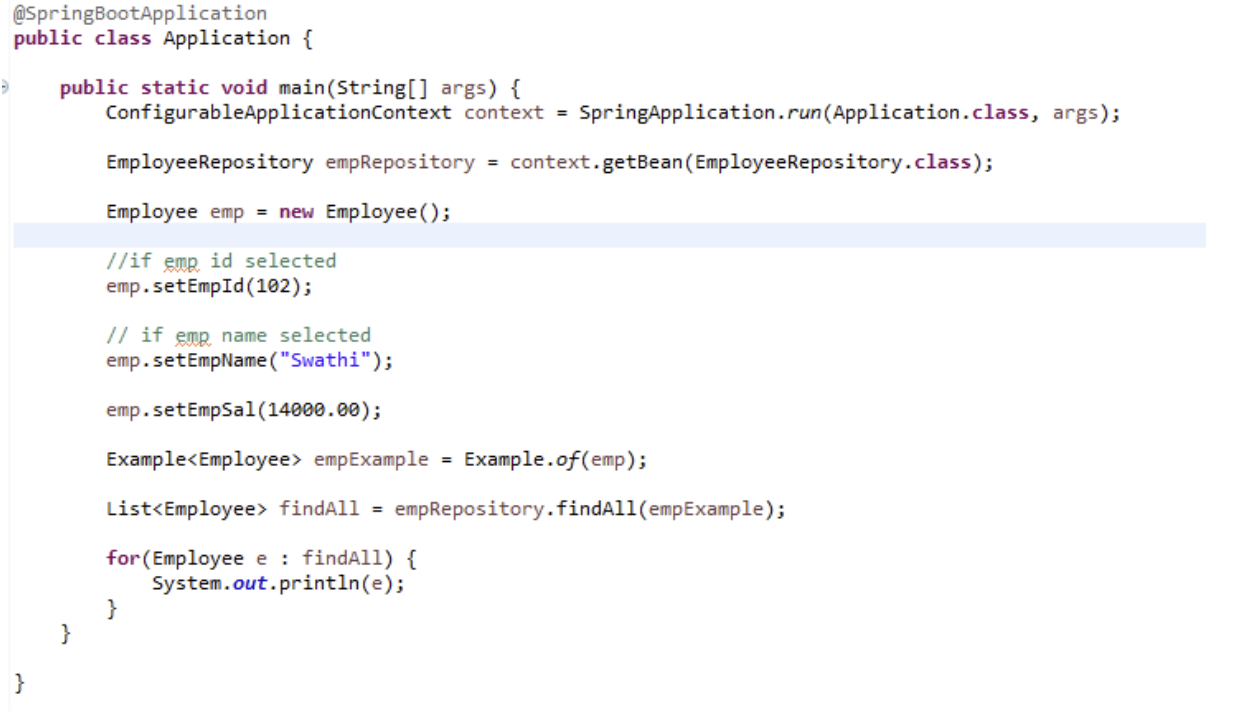 @SpringBootApplication
public class Application {
public static void main(String[] args) {
ConfigurableApplicationContext context = SpringApplication.run(Application.class, args);
EmployeeRepository empRepository = context.getBean(EmployeeRepository.class);
Employee emp = new Employee();
//if emp id selected
emp.setEmpId(102);
// if emp name selected
emp.setEmpName("Swathi");
emp.setEmpSal(14000.00);
Example<Employee> empExample = Example.of(emp);
List<Employee> findAll = empRepository.findAll(empExample);
for(Employee e : findAll) {
System.out.println(e);
}
}
}